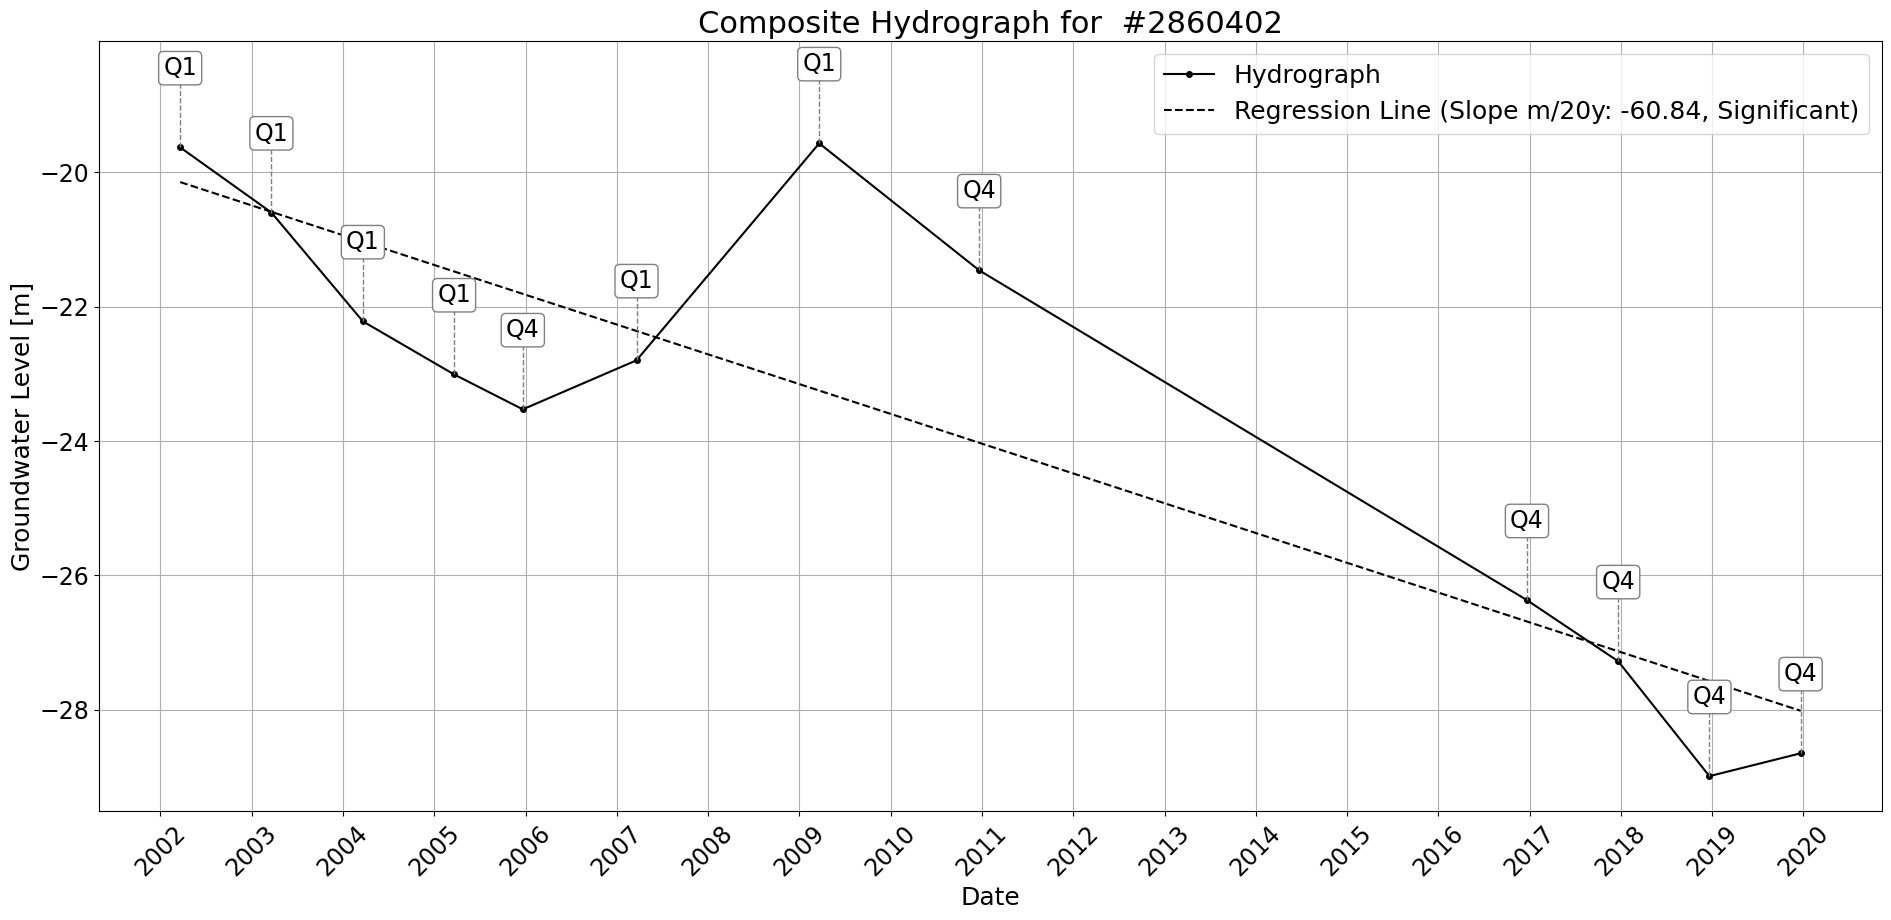 Composite Hydrograph for  #2860402
Hydrograph
Regression Line (Slope m/20y: -60.84, Significant)
Q1
Q1
Q1
Q1
Q4
Q1
Q1
Q4
Q4
Q4
Q4
Q4
Groundwater Level [m]
−20
−22
−24
−26
−28
2002
2003
2004
2005
2006
2007
2008
2009
2010
2011
2012
2013
2014
2015
2016
2017
2018
2019
2020
Date